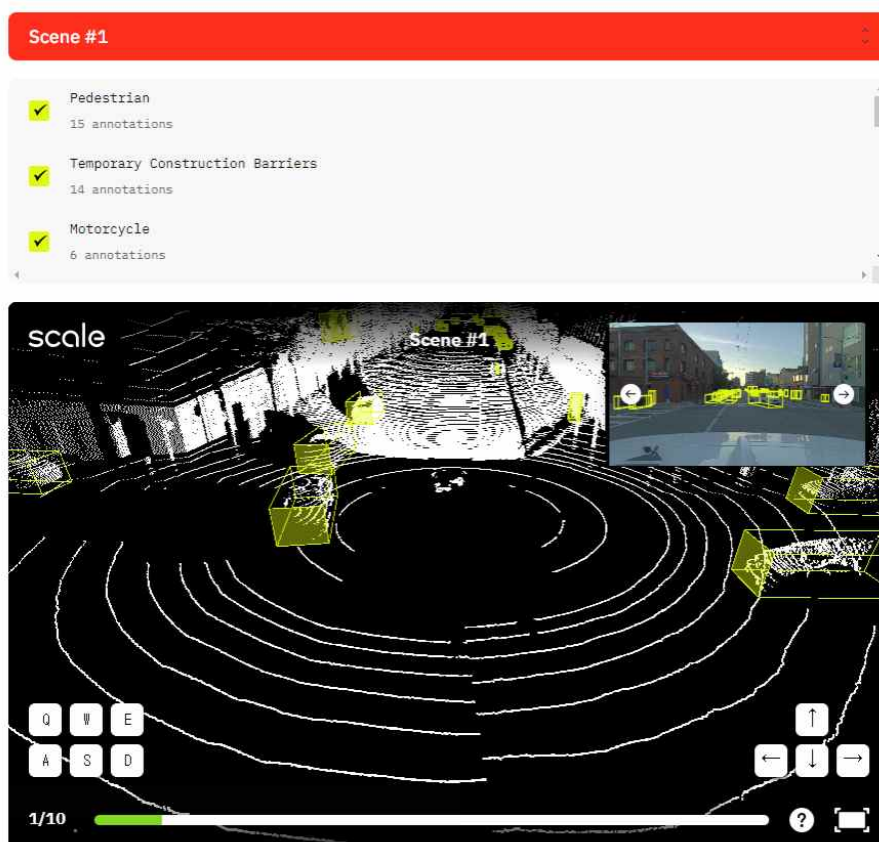 Scene #1
Pedestrian
15 annotations
Temporary Construction Barriers
14 annotations
Motorcycle
6 annotations
scale
Scene #1
← →
Q W E
↑
A S D
← ↓ →
1/10
?